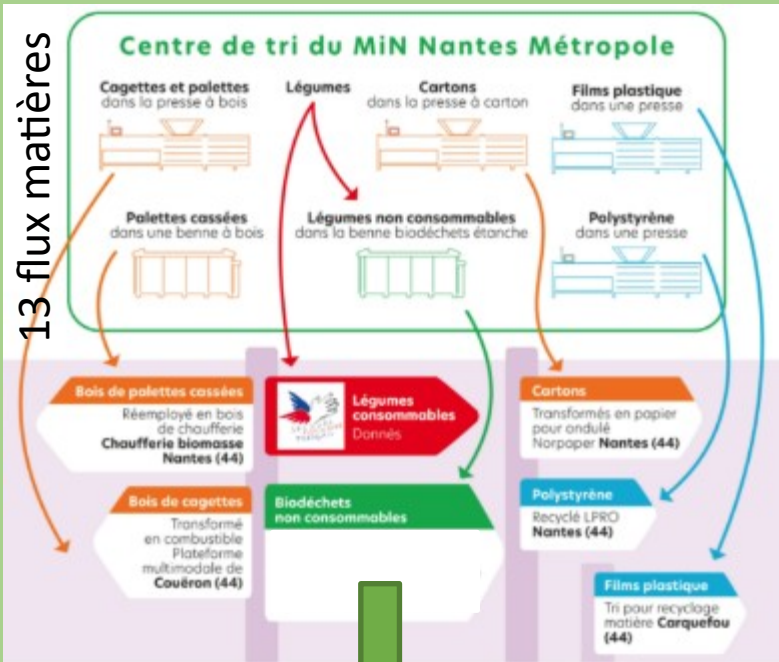 13 flux matières
Centre de tri du MiN Nantes Métropole
Cagettes et palettes
dans la presse à bois
Légumes
Cartons
dans la presse à carton
Films plastique
dans une presse
Palettes cassées
dans une benne à bois
Légumes non consommables
dans la benne biodéchets étanche
Polystyrène
dans une presse
Bois de palettes cassées
Réemployé en bois
de chaufferie
Chaufferie biomasse
Nantes (44)
Légumes
consommables
Donnés
Cartons
Transformés en papier
pour ondulé
Norpaper Nantes (44)
Bois de cagettes
Transformé
en combustible
Plateforme
multimodale de
Couëron (44)
Biodéchets
non consommables
Polystyrène
Recyclé LPRO
Nantes (44)
Films plastique
Tri pour recyclage
matière Carquefou
(44)